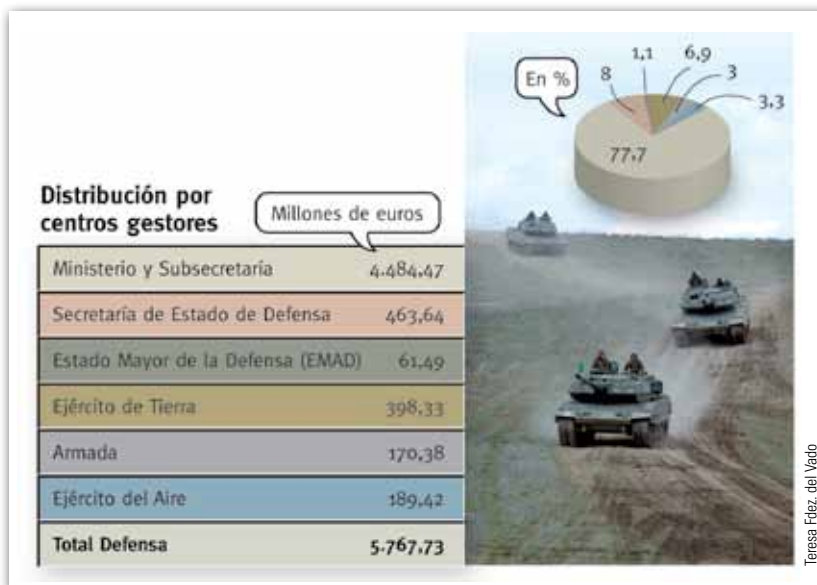 En %
8
1,1
6,9
3
3,3
77,7
Distribución por
centros gestores
Millones de euros
Ministerio y Subsecretaría 4.484,47
Secretaría de Estado de Defensa 463,64
Estado Mayor de la Defensa (EMAD) 61,49
Ejército de Tierra 398,33
Armada 170,38
Ejército del Aire 189,42
Total Defensa 5.767,73
Teresa Fdez. del Vado